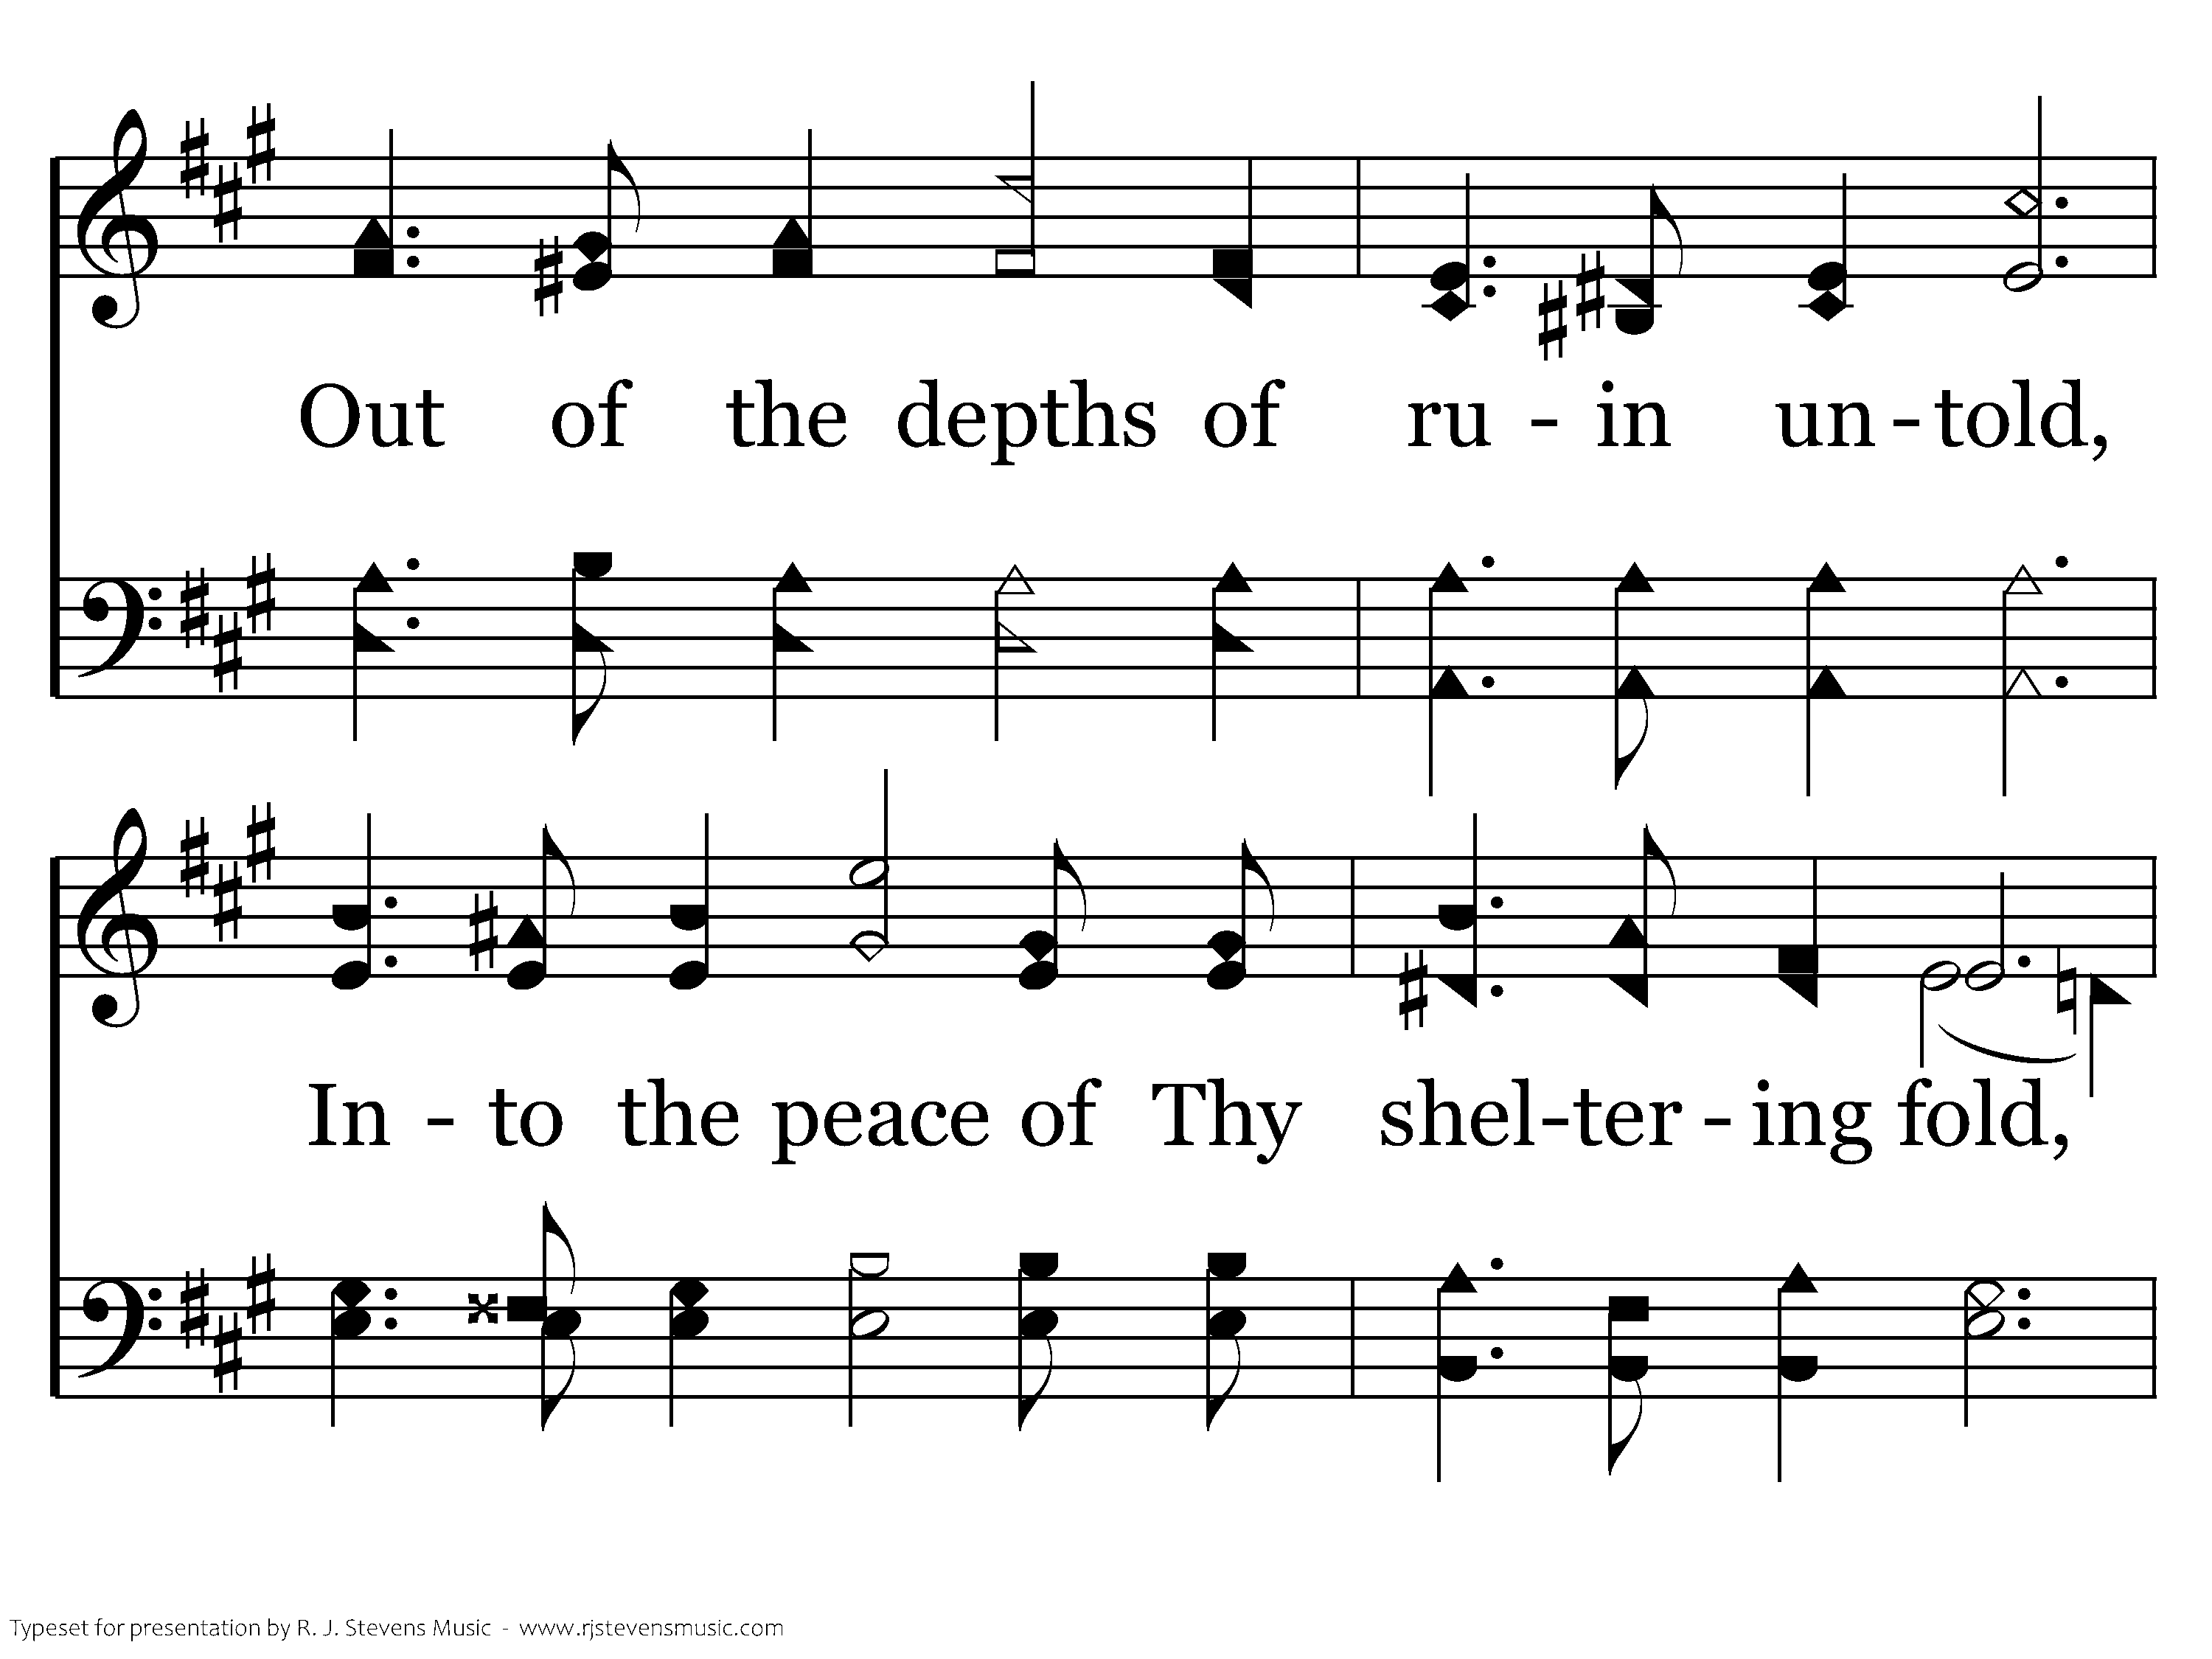 Out of the depths of ru - in un - told,
In - to the peace of Thy shel - ter - ing fold,
Typeset for presentation by R. J. Stevens Music - www.rjstevensmusic.com